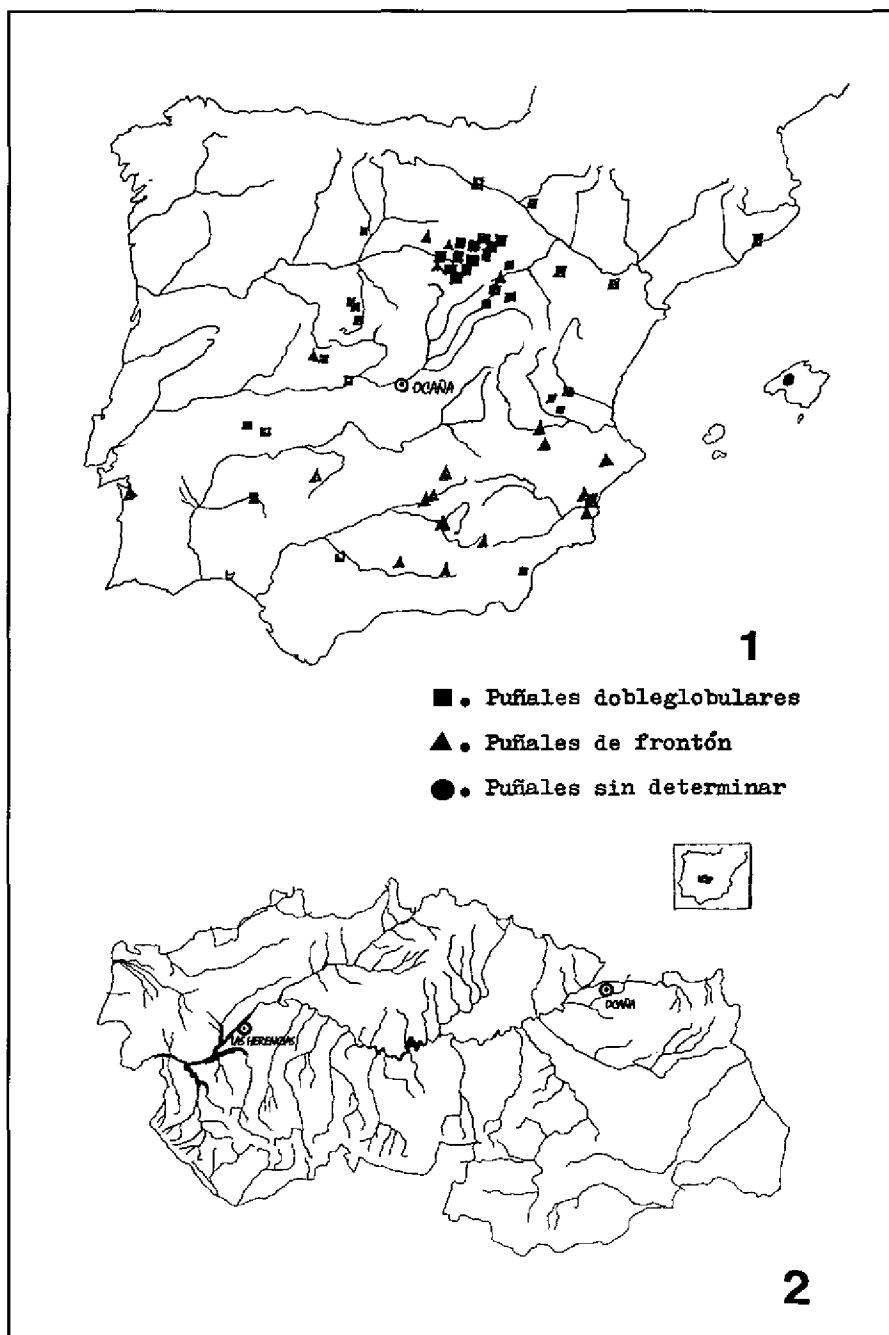 OCAÑA
1
■. Puñales dobleglobulares
▲. Puñales de frontón
●. Puñales sin determinar
OCAÑA
LAS HERENCIAS
2